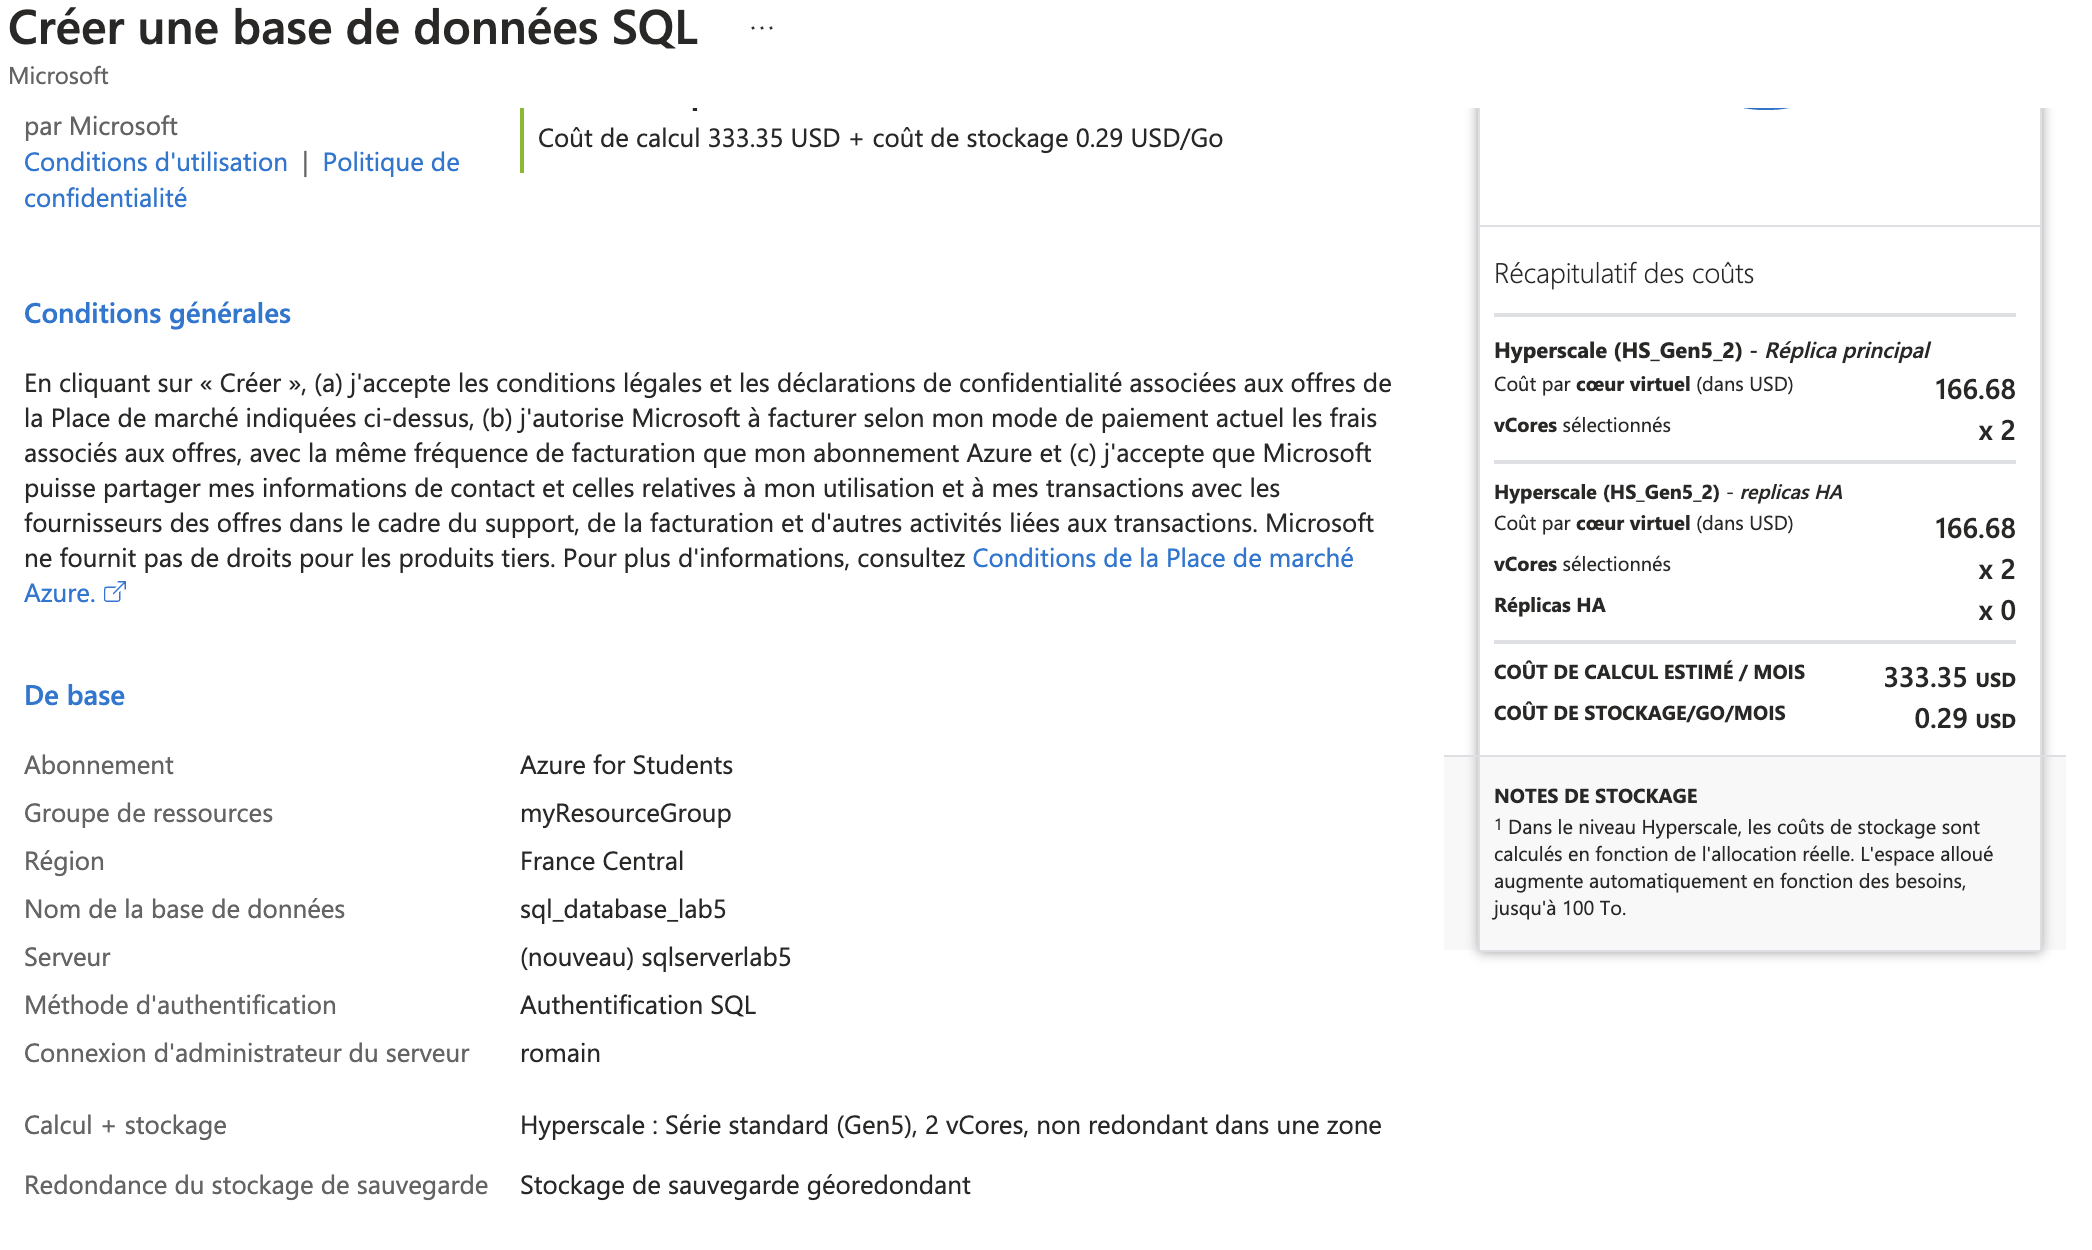 Créer une base de données SQL ...
Microsoft
par Microsoft
Conditions d'utilisation | Politique de
confidentialité
Coût de calcul 333.35 USD + coût de stockage 0.29 USD/Go
Conditions générales
En cliquant sur « Créer », (a) j'accepte les conditions légales et les déclarations de confidentialité associées aux offres de
la Place de marché indiquées ci-dessus, (b) j'autorise Microsoft à facturer selon mon mode de paiement actuel les frais
associés aux offres, avec la même fréquence de facturation que mon abonnement Azure et (c) j'accepte que Microsoft
puisse partager mes informations de contact et celles relatives à mon utilisation et à mes transactions avec les
fournisseurs des offres dans le cadre du support, de la facturation et d'autres activités liées aux transactions. Microsoft
ne fournit pas de droits pour les produits tiers. Pour plus d'informations, consultez Conditions de la Place de marché
Azure.
De base
Abonnement Azure for Students
Groupe de ressources myResourceGroup
Région France Central
Nom de la base de données sql_database_lab5
Serveur (nouveau) sqlserverlab5
Méthode d'authentification Authentification SQL
Connexion d'administrateur du serveur romain
Calcul + stockage Hyperscale : Série standard (Gen5), 2 vCores, non redondant dans une zone
Redondance du stockage de sauvegarde Stockage de sauvegarde géoredondant
Récapitulatif des coûts
Hyperscale (HS_Gen5_2) - Réplica principal
Coût par cœur virtuel (dans USD) 166.68
vCores sélectionnés x 2
Hyperscale (HS_Gen5_2) - replicas HA
Coût par cœur virtuel (dans USD) 166.68
vCores sélectionnés x 2
Réplicas HA x 0
COÛT DE CALCUL ESTIMÉ / MOIS 333.35 USD
COÛT DE STOCKAGE/GO/MOIS 0.29 USD
NOTES DE STOCKAGE
¹ Dans le niveau Hyperscale, les coûts de stockage sont
calculés en fonction de l'allocation réelle. L'espace alloué
augmente automatiquement en fonction des besoins,
jusqu'à 100 To.